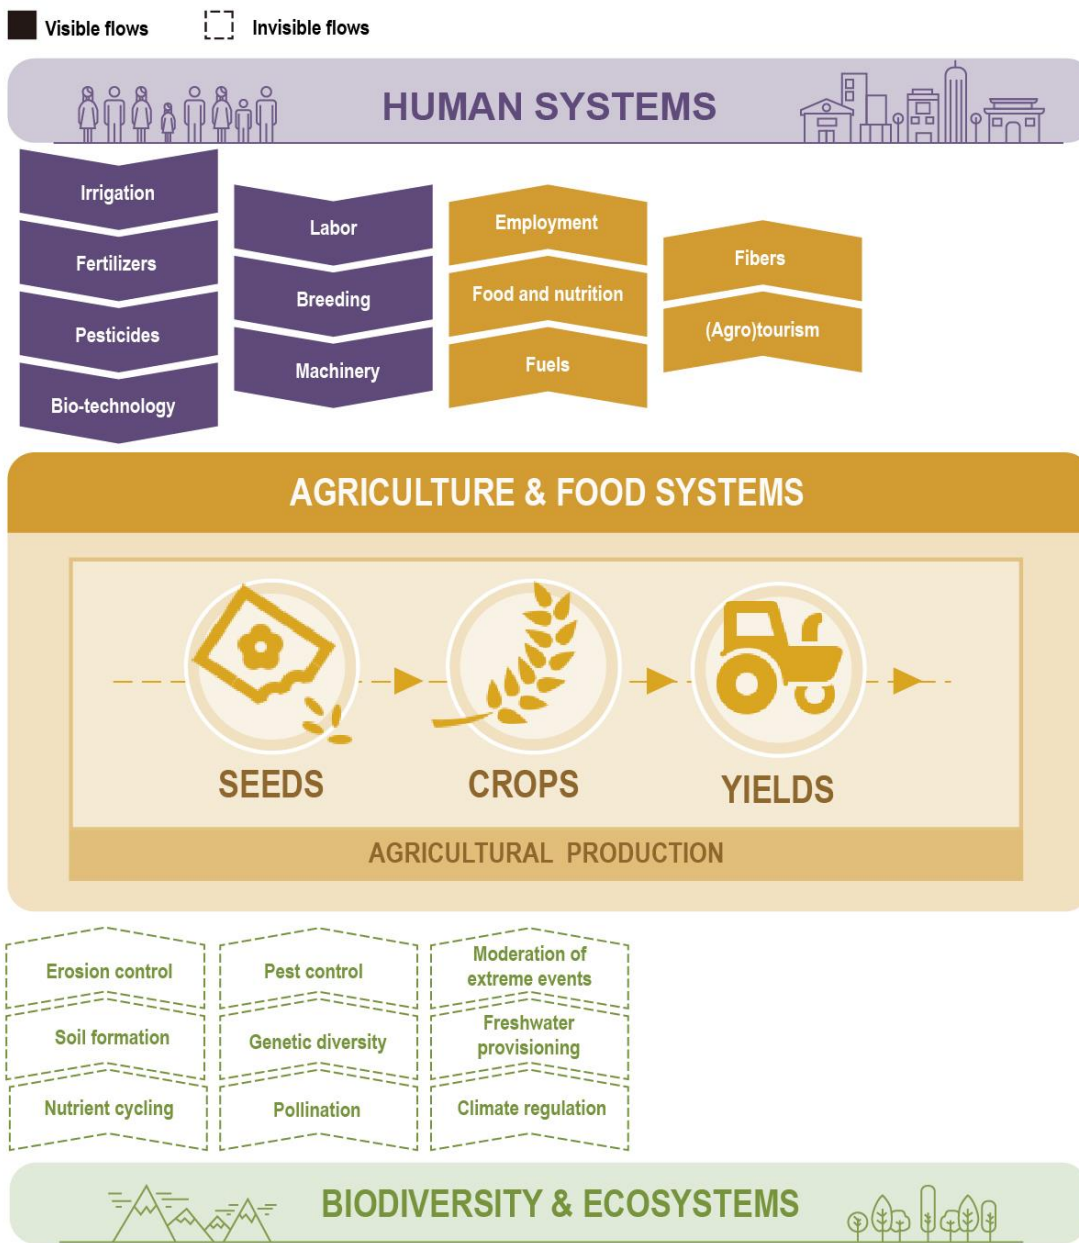 Visible flows
Invisible flows
HUMAN SYSTEMS
Irrigation
Fertilizers
Pesticides
Bio-technology
Labor
Breeding
Machinery
Employment
Food and nutrition
Fuels
Fibers
(Agro)tourism
AGRICULTURE & FOOD SYSTEMS
SEEDS
CROPS
YIELDS
AGRICULTURAL PRODUCTION
Erosion control
Soil formation
Nutrient cycling
Pest control
Genetic diversity
Pollination
Moderation of
extreme events
Freshwater
provisioning
Climate regulation
BIODIVERSITY & ECOSYSTEMS